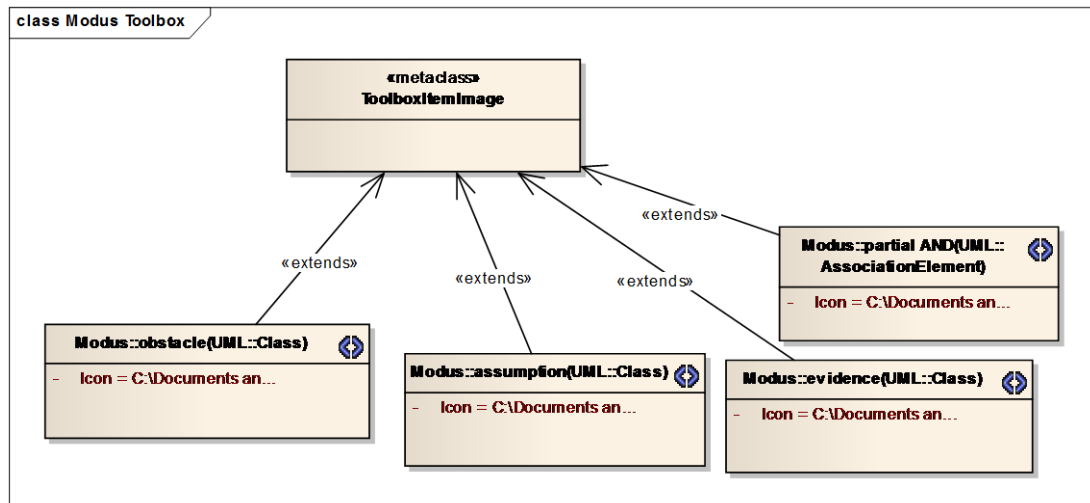 class Modus Toolbox
«metaclass»
ToolboxItemImage
«extends»
«extends»
«extends»
«extends»
Modus::partial AND(UML::
AssociationElement)
- Icon = C:\Documents an...
Modus::obstacle(UML::Class)
- Icon = C:\Documents an...
Modus::assumption(UML::Class)
- Icon = C:\Documents an...
Modus::evidence(UML::Class)
- Icon = C:\Documents an...